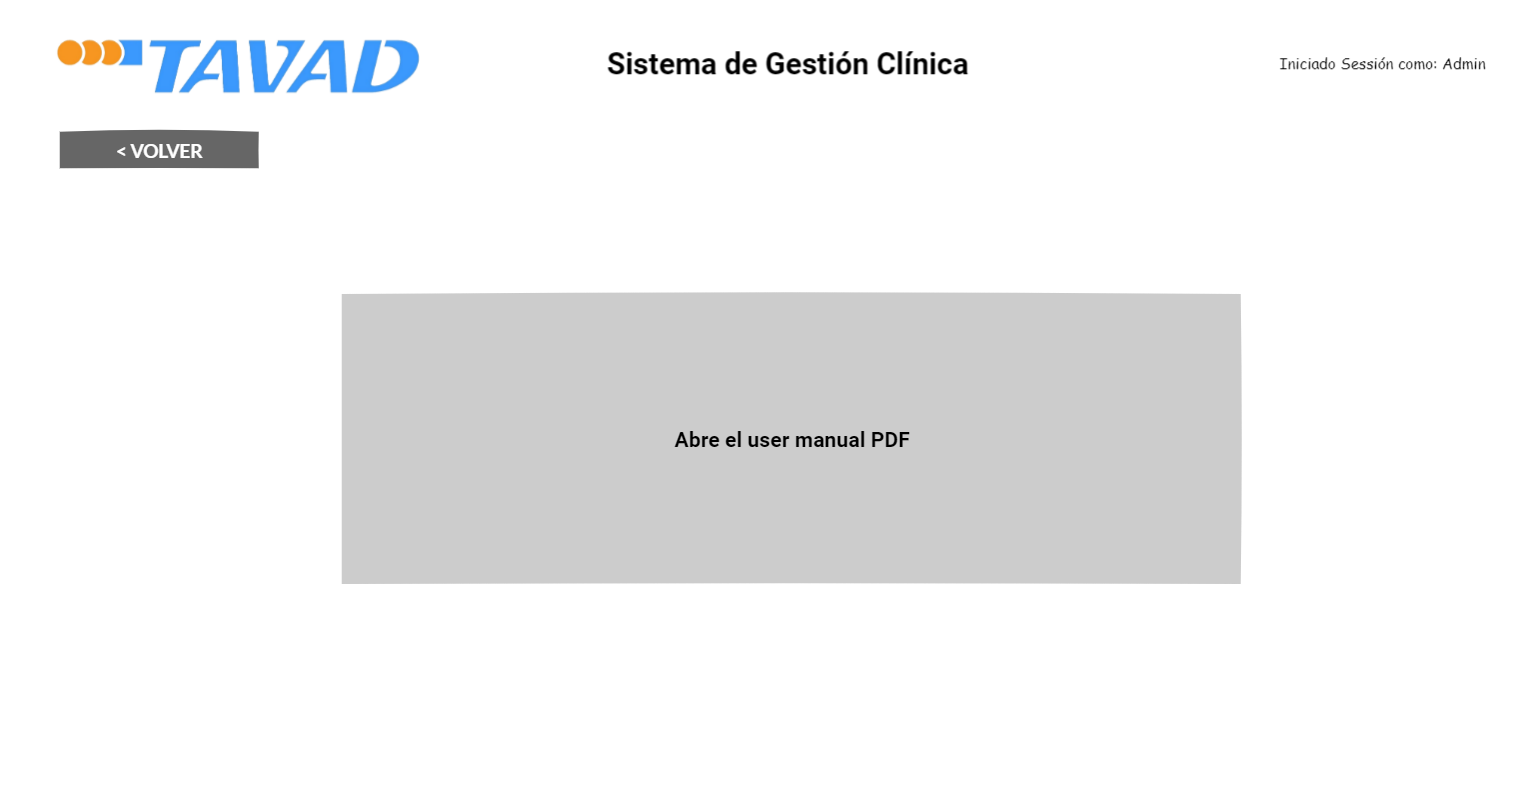 TAVAD
Sistema de Gestión Clínica
Iniciado Sessión como: Admin
< VOLVER
Abre el user manual PDF